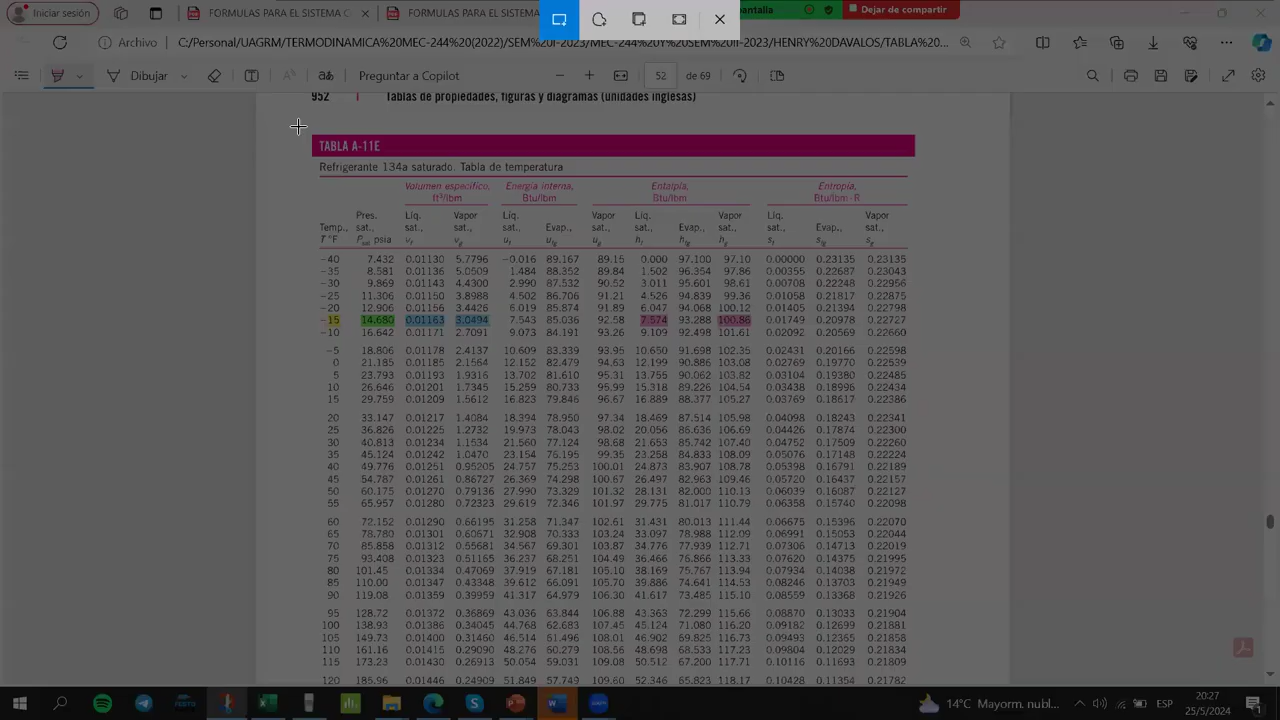 Iniciar sesión
FORMULAS PARA EL SISTEMA C
FORMULAS PARA EL SISTEMA
pantalla
Dejar de compartir
Archivo
C:/Personal/UAGRM/TERMODINAMICA%20MEC-244%20(2022)/SEM%20I-2023/MEC-244%20Y%20SEM%20II-2023/HENRY%20DAVALOS/TABLA%20...
Dibujar
Preguntar a Copilot
52 de 69
952 | Tablas de propiedades, figuras y diagramas (unidades inglesas)
TABLA A-11E
Refrigerante 134a saturado. Tabla de temperatura
Volumen específico, Energía interna, Entalpía, Entropía,
ft³/lbm Btu/lbm Btu/lbm Btu/lbm · R
Pres. Líq. Vapor Líq. Vapor Líq. Vapor Líq. Vapor
Temp., sat., sat., sat., sat., Evap., sat., sat., Evap., sat., sat., Evap., sat.,
T °F Psat psia vf vg uf ufg ug hf hfg hg sf sfg sg
−40 7.432 0.01130 5.7796 −0.016 89.167 89.15 0.000 97.100 97.10 0.00000 0.23135 0.23135
−35 8.581 0.01136 5.0509 1.484 88.352 89.84 1.502 96.354 97.86 0.00355 0.22687 0.23043
−30 9.869 0.01143 4.4300 2.990 87.532 90.52 3.011 95.601 98.61 0.00708 0.22248 0.22956
−25 11.306 0.01150 3.8988 4.502 86.706 91.21 4.526 94.839 99.36 0.01058 0.21817 0.22875
−20 12.906 0.01156 3.4426 6.019 85.874 91.89 6.047 94.068 100.12 0.01405 0.21394 0.22798
−15 14.680 0.01163 3.0494 7.543 85.036 92.58 7.574 93.288 100.86 0.01749 0.20978 0.22727
−10 16.642 0.01171 2.7091 9.073 84.191 93.26 9.109 92.498 101.61 0.02092 0.20569 0.22660
−5 18.806 0.01178 2.4137 10.609 83.339 93.95 10.650 91.698 102.35 0.02431 0.20166 0.22598
0 21.185 0.01185 2.1564 12.152 82.479 94.63 12.199 90.886 103.08 0.02769 0.19770 0.22539
5 23.793 0.01193 1.9316 13.702 81.610 95.31 13.755 90.062 103.82 0.03104 0.19380 0.22485
10 26.646 0.01201 1.7345 15.259 80.733 95.99 15.318 89.226 104.54 0.03438 0.18996 0.22434
15 29.759 0.01209 1.5612 16.823 79.846 96.67 16.889 88.377 105.27 0.03769 0.18617 0.22386
20 33.147 0.01217 1.4084 18.394 78.950 97.34 18.469 87.514 105.98 0.04098 0.18243 0.22341
25 36.826 0.01225 1.2732 19.973 78.043 98.02 20.056 86.636 106.69 0.04426 0.17874 0.22300
30 40.813 0.01234 1.1534 21.560 77.124 98.68 21.653 85.742 107.40 0.04752 0.17509 0.22260
35 45.124 0.01242 1.0470 23.154 76.195 99.35 23.258 84.833 108.09 0.05076 0.17148 0.22224
40 49.776 0.01251 0.95205 24.757 75.253 100.01 24.873 83.907 108.78 0.05398 0.16791 0.22189
45 54.787 0.01261 0.86727 26.369 74.298 100.67 26.497 82.963 109.46 0.05720 0.16437 0.22157
50 60.175 0.01270 0.79136 27.990 73.329 101.32 28.131 82.000 110.13 0.06039 0.16087 0.22127
55 65.957 0.01280 0.72323 29.619 72.346 101.97 29.775 81.017 110.79 0.06358 0.15740 0.22098
60 72.152 0.01290 0.66195 31.258 71.347 102.61 31.431 80.013 111.44 0.06675 0.15396 0.22070
65 78.780 0.01301 0.60671 32.908 70.333 103.24 33.097 78.988 112.09 0.06991 0.15053 0.22044
70 85.858 0.01312 0.55681 34.567 69.301 103.87 34.776 77.939 112.71 0.07306 0.14713 0.22019
75 93.408 0.01323 0.51165 36.237 68.251 104.49 36.466 76.866 113.33 0.07620 0.14375 0.21995
80 101.45 0.01334 0.47069 37.919 67.181 105.10 38.169 75.767 113.94 0.07934 0.14038 0.21972
85 110.00 0.01347 0.43348 39.612 66.091 105.70 39.886 74.641 114.53 0.08246 0.13703 0.21949
90 119.08 0.01359 0.39959 41.317 64.979 106.30 41.617 73.485 115.10 0.08559 0.13368 0.21926
95 128.72 0.01372 0.36869 43.036 63.844 106.88 43.363 72.299 115.66 0.08870 0.13033 0.21904
100 138.93 0.01386 0.34045 44.768 62.683 107.45 45.124 71.080 116.20 0.09182 0.12699 0.21881
105 149.73 0.01400 0.31460 46.514 61.496 108.01 46.902 69.825 116.73 0.09493 0.12365 0.21858
110 161.16 0.01415 0.29090 48.276 60.279 108.56 48.698 68.533 117.23 0.09804 0.12029 0.21834
115 173.23 0.01430 0.26913 50.054 59.031 109.08 50.512 67.200 117.71 0.10116 0.11693 0.21809
120 185.96 0.01446 0.24909 51.849 57.749 109.60 52.346 65.823 118.17 0.10428 0.11354 0.21782
14°C Mayorm. nubl...
ESP
20:27
25/5/2024